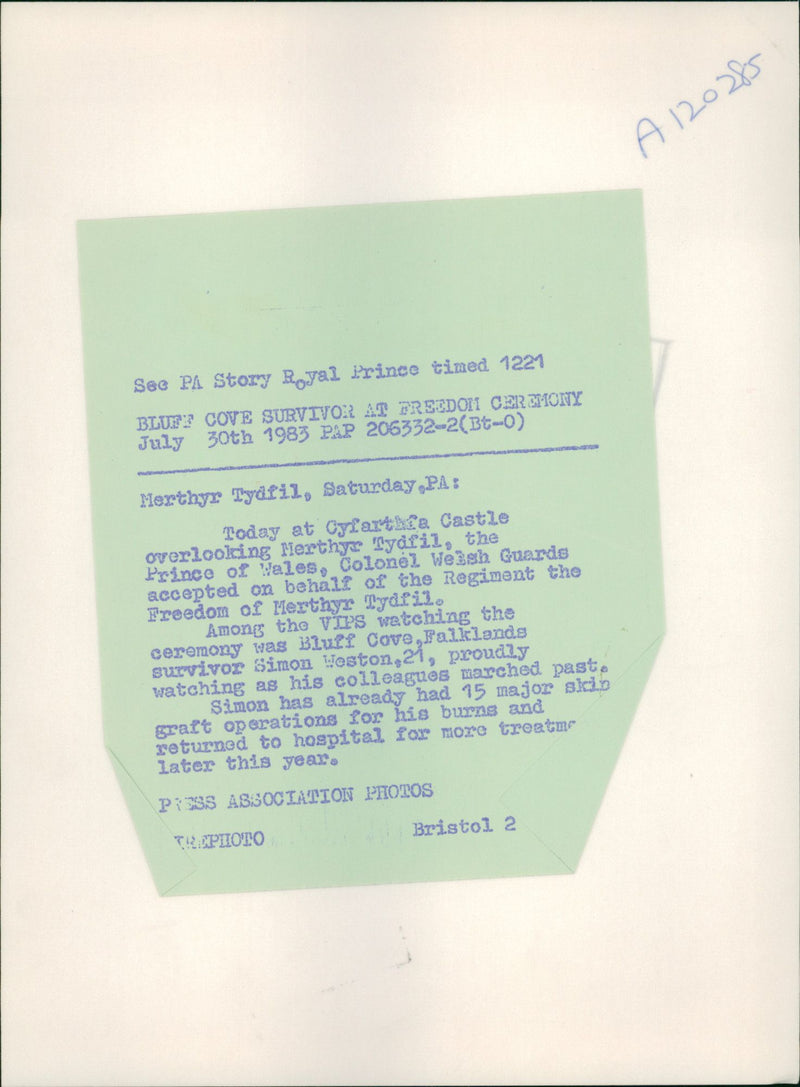 A120285
See PA Story Royal Prince timed 1221
BLUFF COVE SURVIVOR AT FREEDOM CEREMONY
July 30th 1983 PAP 206332-2(Bt-O)
Merthyr Tydfil, Saturday,PA:
Today at Cyfarthfa Castle
overlooking Merthyr Tydfil, the
Prince of Wales, Colonel Welsh Guards
accepted on behalf of the Regiment the
Freedom of Merthyr Tydfil.
Among the VIPS watching the
ceremony was Bluff Cove,Falklands
survivor Simon Weston,21, proudly
watching as his colleagues marched past.
Simon has already had 15 major skin
graft operations for his burns and
returned to hospital for more treatme
later this year.
PRESS ASSOCIATION PHOTOS
WIREPHOTO Bristol 2